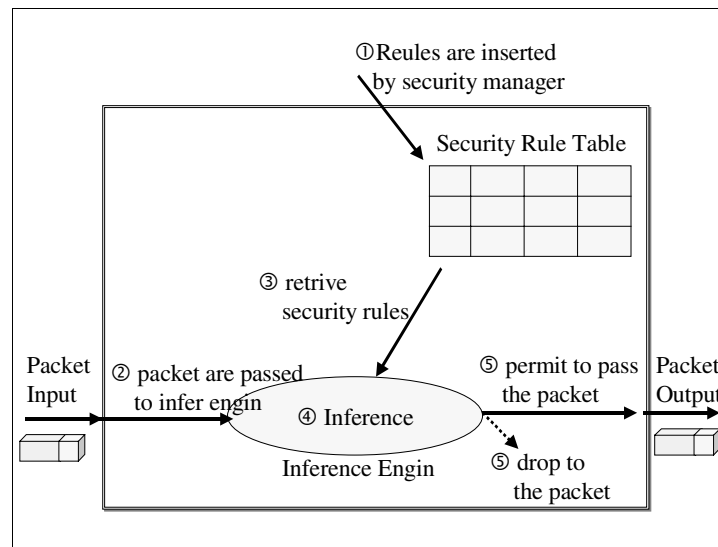 ①Reules are inserted
by security manager
Security Rule Table
③ retrive
security rules
Packet
Input
② packet are passed
to infer engin
④ Inference
Inference Engin
⑤ permit to pass
the packet
Packet
Output
⑤ drop to
the packet